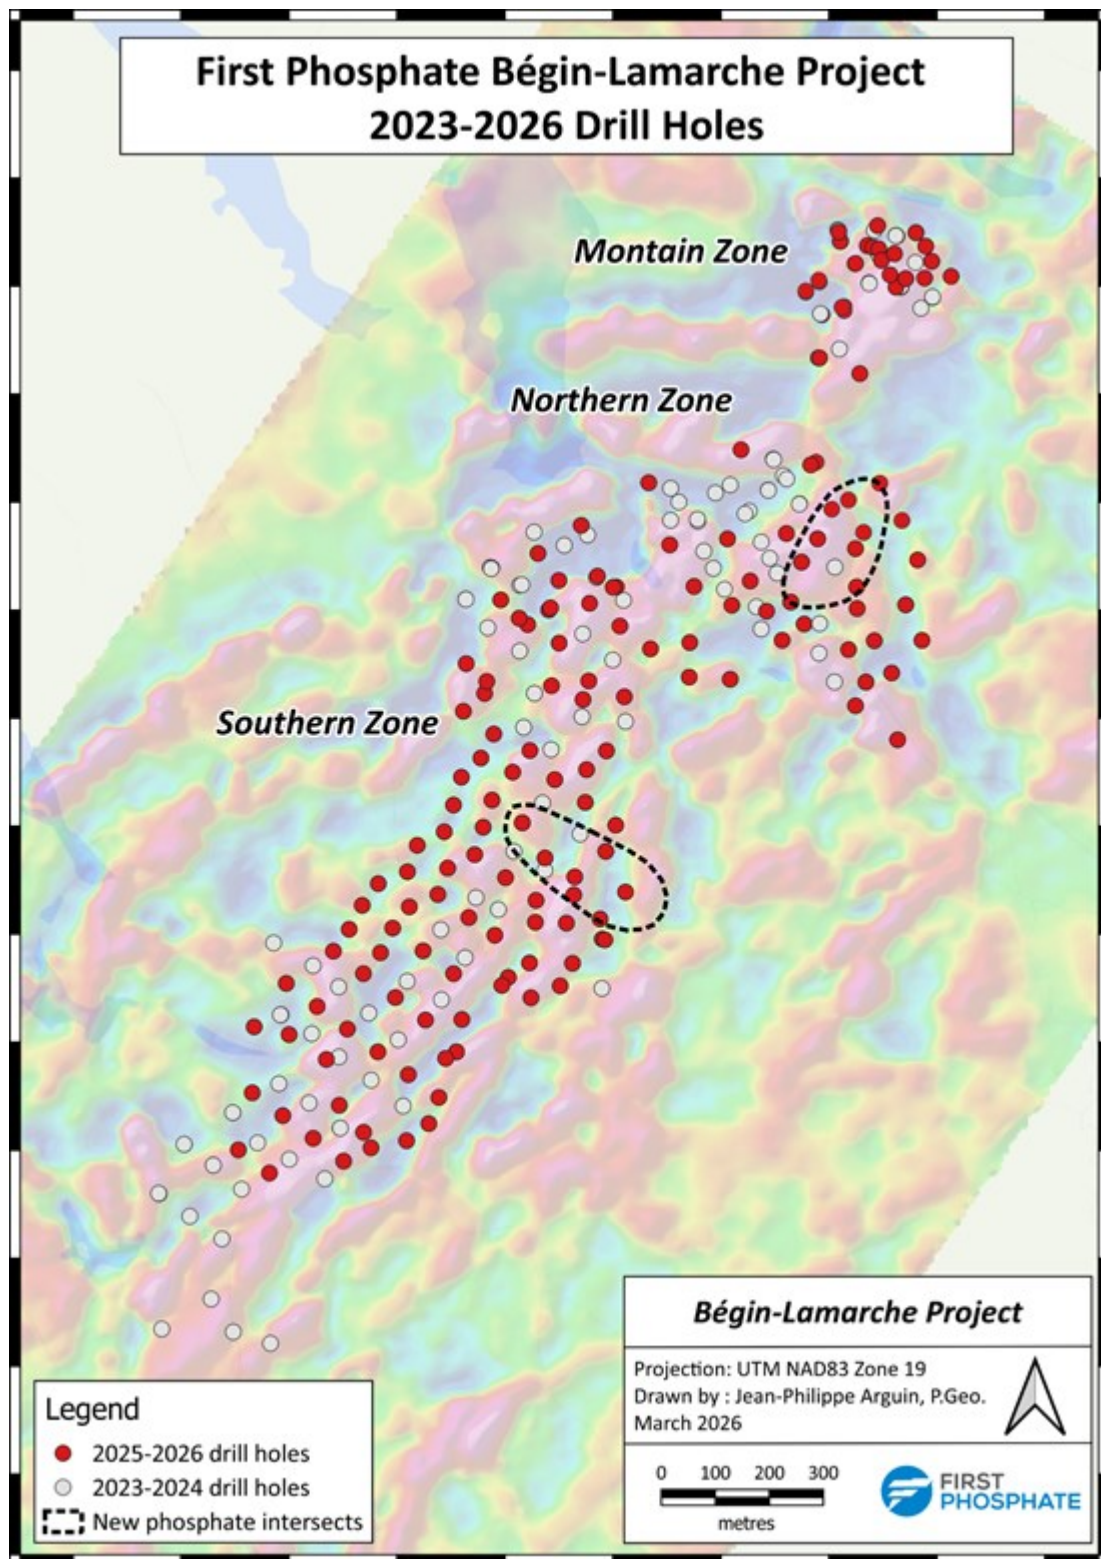 First Phosphate Bégin-Lamarche Project
2023-2026 Drill Holes
Montain Zone
Northern Zone
Southern Zone
Bégin-Lamarche Project
Projection: UTM NAD83 Zone 19
Drawn by : Jean-Philippe Arguin, P.Geo.
March 2026
0 100 200 300
metres
FIRST
PHOSPHATE
Legend
2025-2026 drill holes
2023-2024 drill holes
New phosphate intersects